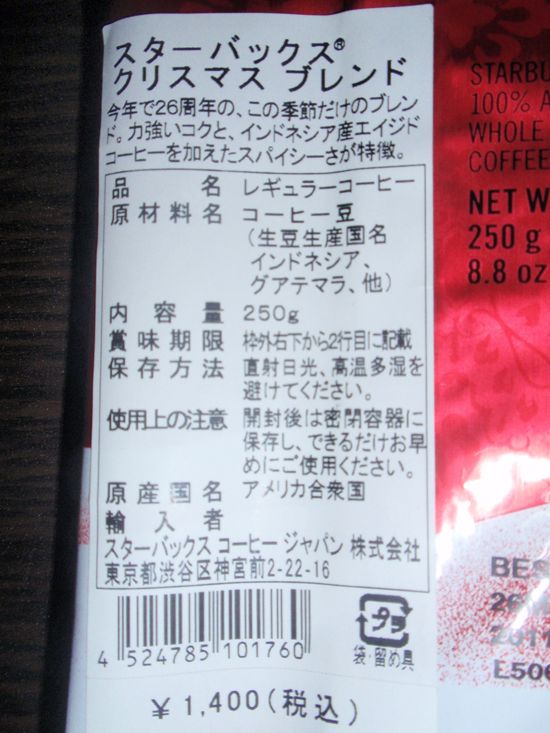 スターバックス®
クリスマス ブレンド
今年で26周年の、この季節だけのブレン
ド。力強いコクと、インドネシア産エイジド
コーヒーを加えたスパイシーさが特徴。
品名 レギュラーコーヒー
原材料名 コーヒー豆
(生豆生産国名
インドネシア、
グアテマラ、他)
内容量 250g
賞味期限 枠外右下から2行目に記載
保存方法 直射日光、高温多湿を
避けてください。
使用上の注意 開封後は密閉容器に
保存し、できるだけお早
めにご使用ください。
原産国名 アメリカ合衆国
輸入者
スターバックス コーヒー ジャパン 株式会社
東京都渋谷区神宮前2-22-16
4 524785 101760
プラ
袋・留め具
¥1,400(税込)
STARBU
100% A
WHOLE
COFFEE
NET W
250 g
8.8 oz
BES
26M
2011
E506